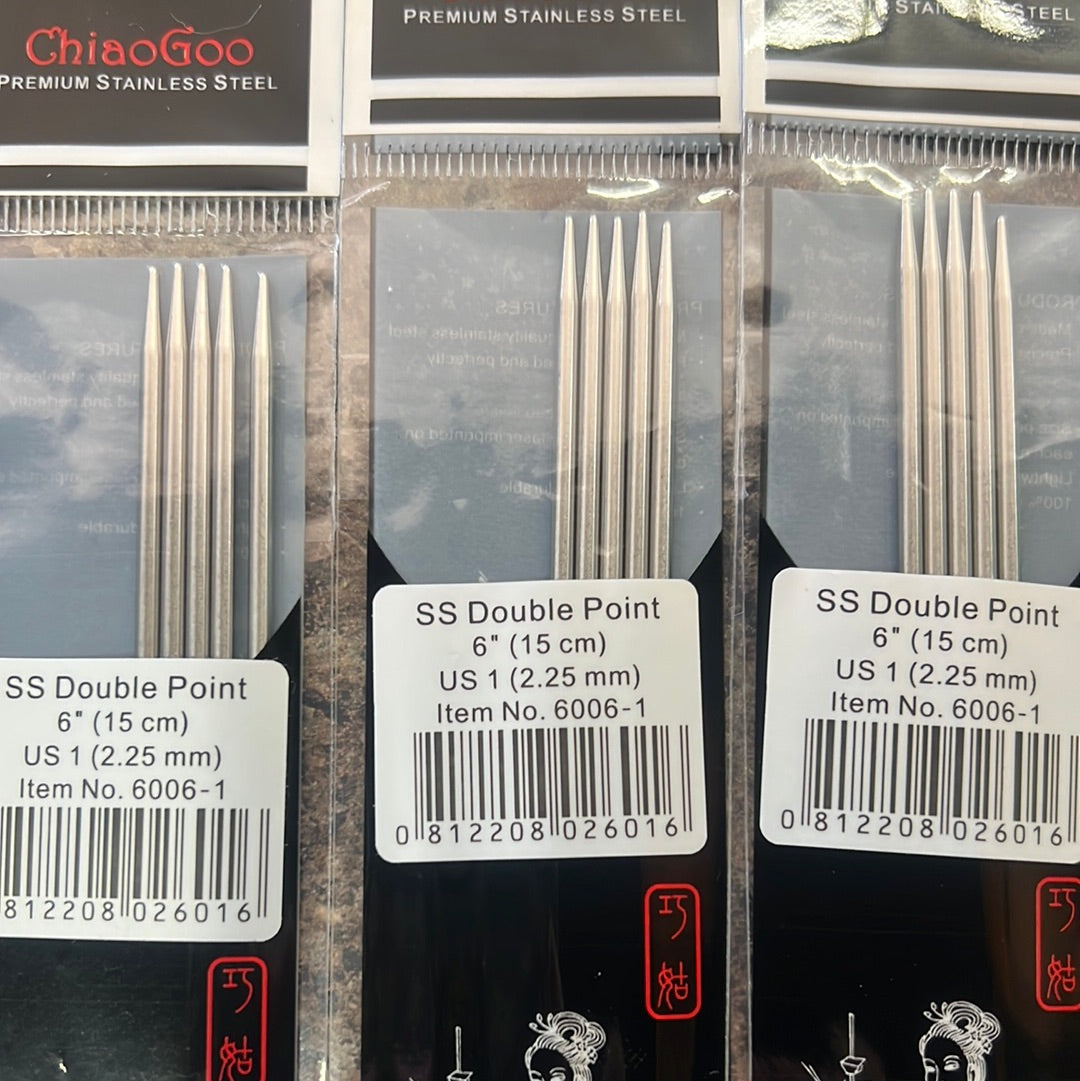 ChiaoGoo
PREMIUM STAINLESS STEEL
SS Double Point
6" (15 cm)
US 1 (2.25 mm)
Item No. 6006-1
812208 026016
巧
姑
PREMIUM STAINLESS STEEL
SS Double Point
6" (15 cm)
US 1 (2.25 mm)
Item No. 6006-1
0 812208 026016
巧
姑
STEEL
SS Double Point
6" (15 cm)
US 1 (2.25 mm)
Item No. 6006-1
0 812208 026016
巧
姑